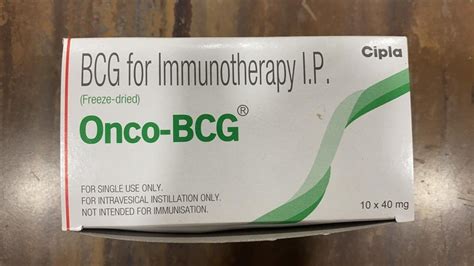 Cipla
BCG for Immunotherapy I.P.
(Freeze-dried)
Onco-BCG®
FOR SINGLE USE ONLY.
FOR INTRAVESICAL INSTILLATION ONLY.
NOT INTENDED FOR IMMUNISATION.
10 x 40 mg